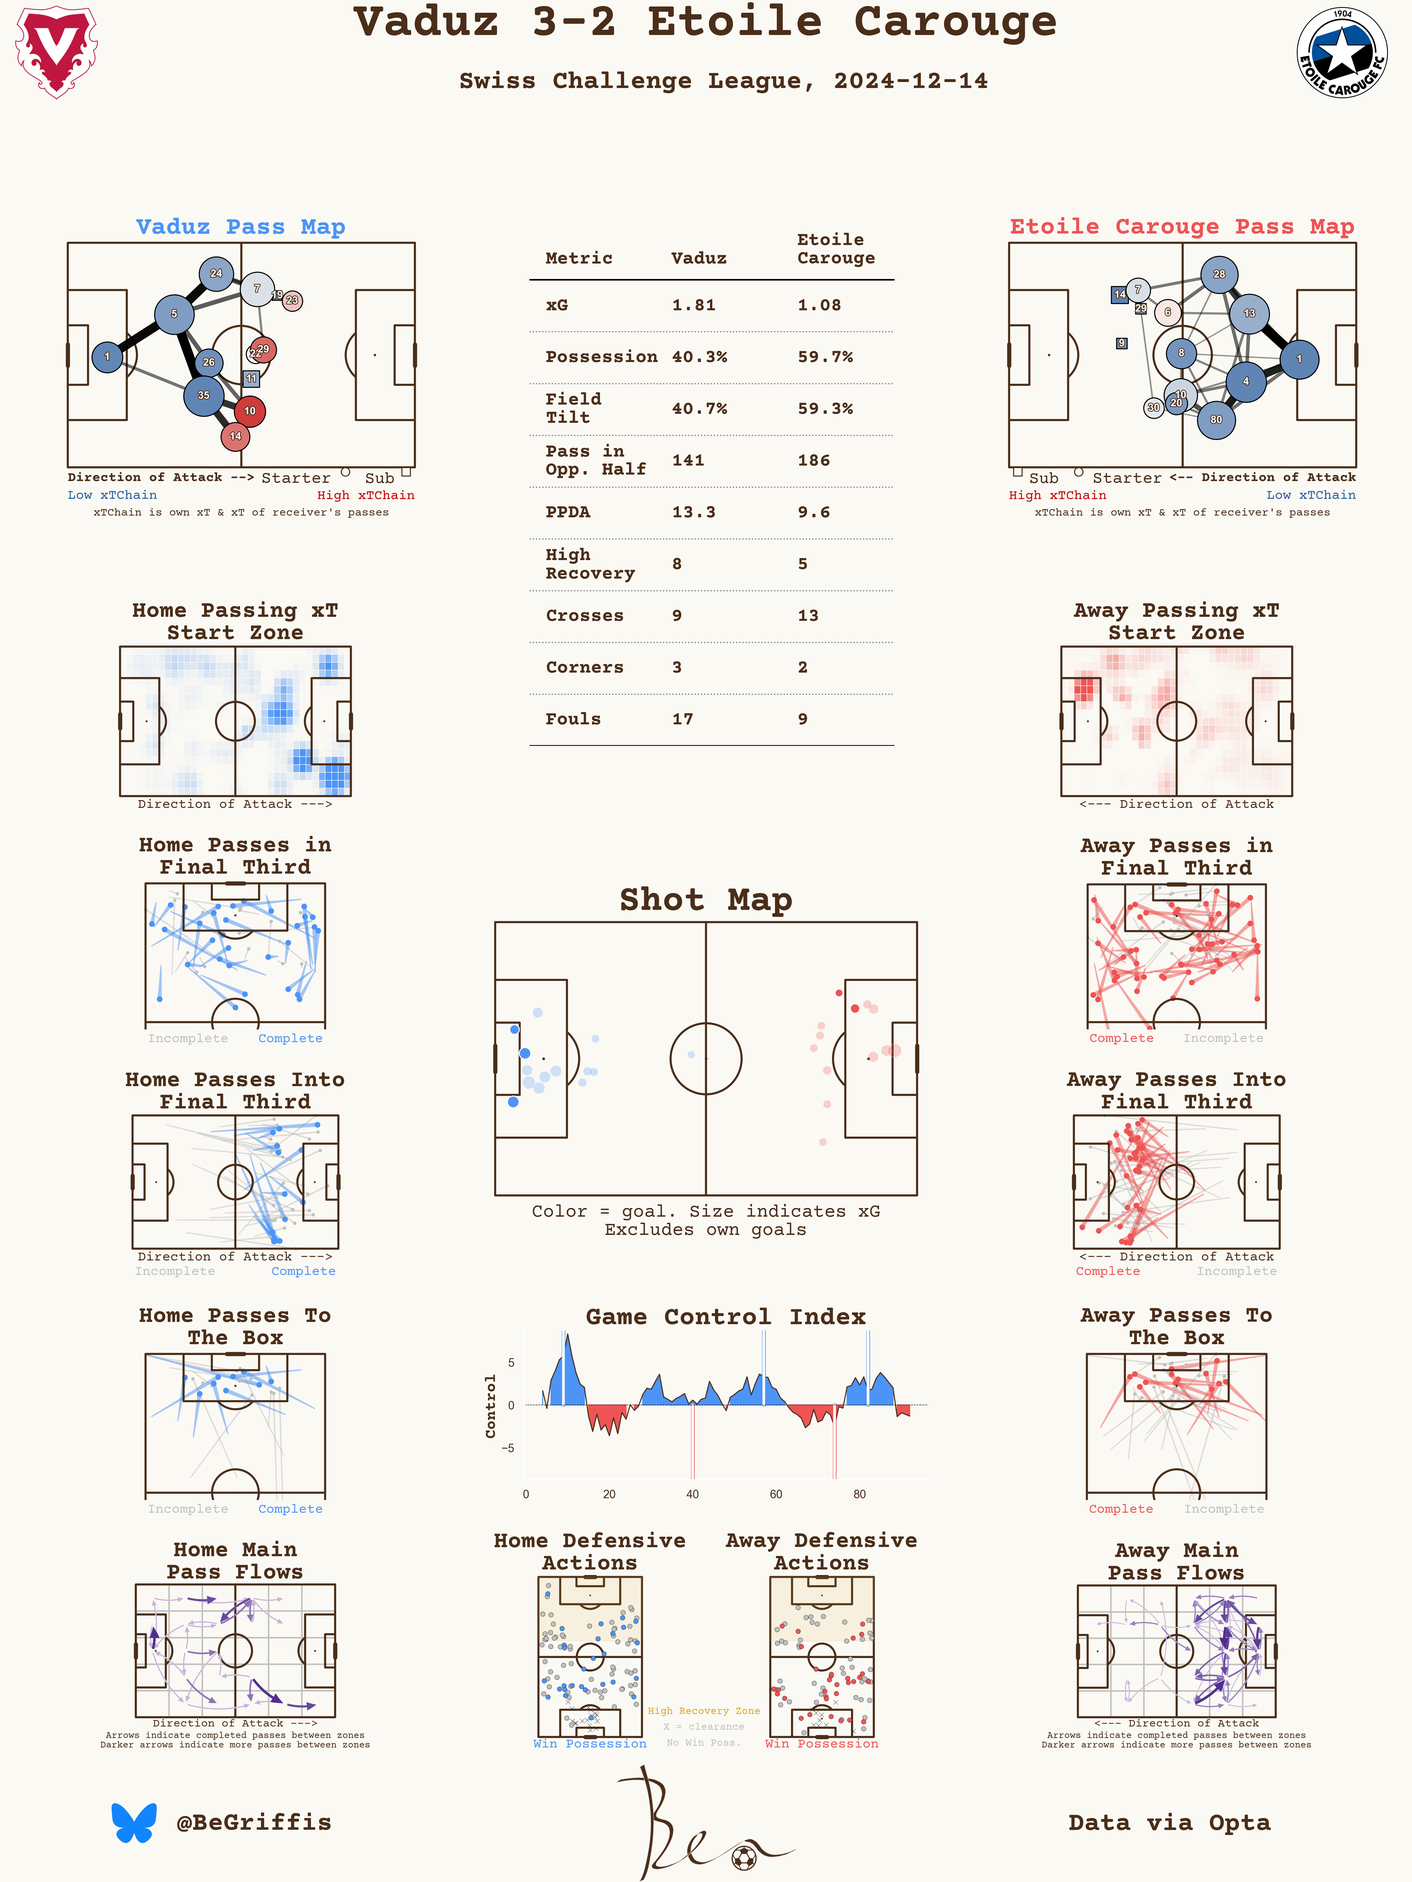 Vaduz 3-2 Etoile Carouge
Swiss Challenge League, 2024-12-14
1904
ETOILE CAROUGE FC
Vaduz Pass Map
24
7
19
23
5
1
26
22
29
11
35
10
14
Direction of Attack --> Starter Sub
Low xTChain High xTChain
xTChain is own xT & xT of receiver's passes
Metric Vaduz Etoile Carouge
xG 1.81 1.08
Possession 40.3% 59.7%
Field Tilt 40.7% 59.3%
Pass in Opp. Half 141 186
PPDA 13.3 9.6
High Recovery 8 5
Crosses 9 13
Corners 3 2
Fouls 17 9
Etoile Carouge Pass Map
28
14
7
29
6
13
9
8
1
4
10
20
30
80
Sub Starter <-- Direction of Attack
High xTChain Low xTChain
xTChain is own xT & xT of receiver's passes
Home Passing xT
Start Zone
Direction of Attack --->
Away Passing xT
Start Zone
<--- Direction of Attack
Home Passes in
Final Third
Incomplete Complete
Shot Map
Color = goal. Size indicates xG
Excludes own goals
Away Passes in
Final Third
Complete Incomplete
Home Passes Into
Final Third
Direction of Attack --->
Incomplete Complete
Away Passes Into
Final Third
<--- Direction of Attack
Complete Incomplete
Home Passes To
The Box
Incomplete Complete
Game Control Index
Control
5
0
−5
0 20 40 60 80
Away Passes To
The Box
Complete Incomplete
Home Main
Pass Flows
Direction of Attack --->
Arrows indicate completed passes between zones
Darker arrows indicate more passes between zones
Home Defensive
Actions
Win Possession
Away Defensive
Actions
Win Possession
High Recovery Zone
X = clearance
No Win Poss.
Away Main
Pass Flows
<--- Direction of Attack
Arrows indicate completed passes between zones
Darker arrows indicate more passes between zones
@BeGriffis
Ben
Data via Opta